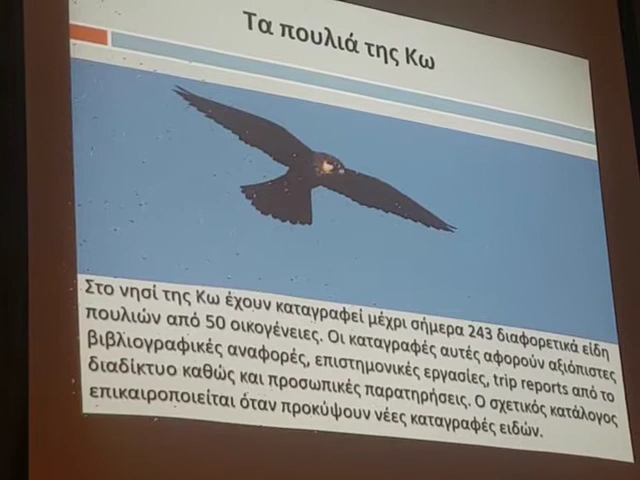 Τα πουλιά της Κω
Στο νησί της Κω έχουν καταγραφεί μέχρι σήμερα 243 διαφορετικά είδη
πουλιών από 50 οικογένειες. Οι καταγραφές αυτές αφορούν αξιόπιστες
βιβλιογραφικές αναφορές, επιστημονικές εργασίες, trip reports από το
διαδίκτυο καθώς και προσωπικές παρατηρήσεις. Ο σχετικός κατάλογος
επικαιροποιείται όταν προκύψουν νέες καταγραφές ειδών.